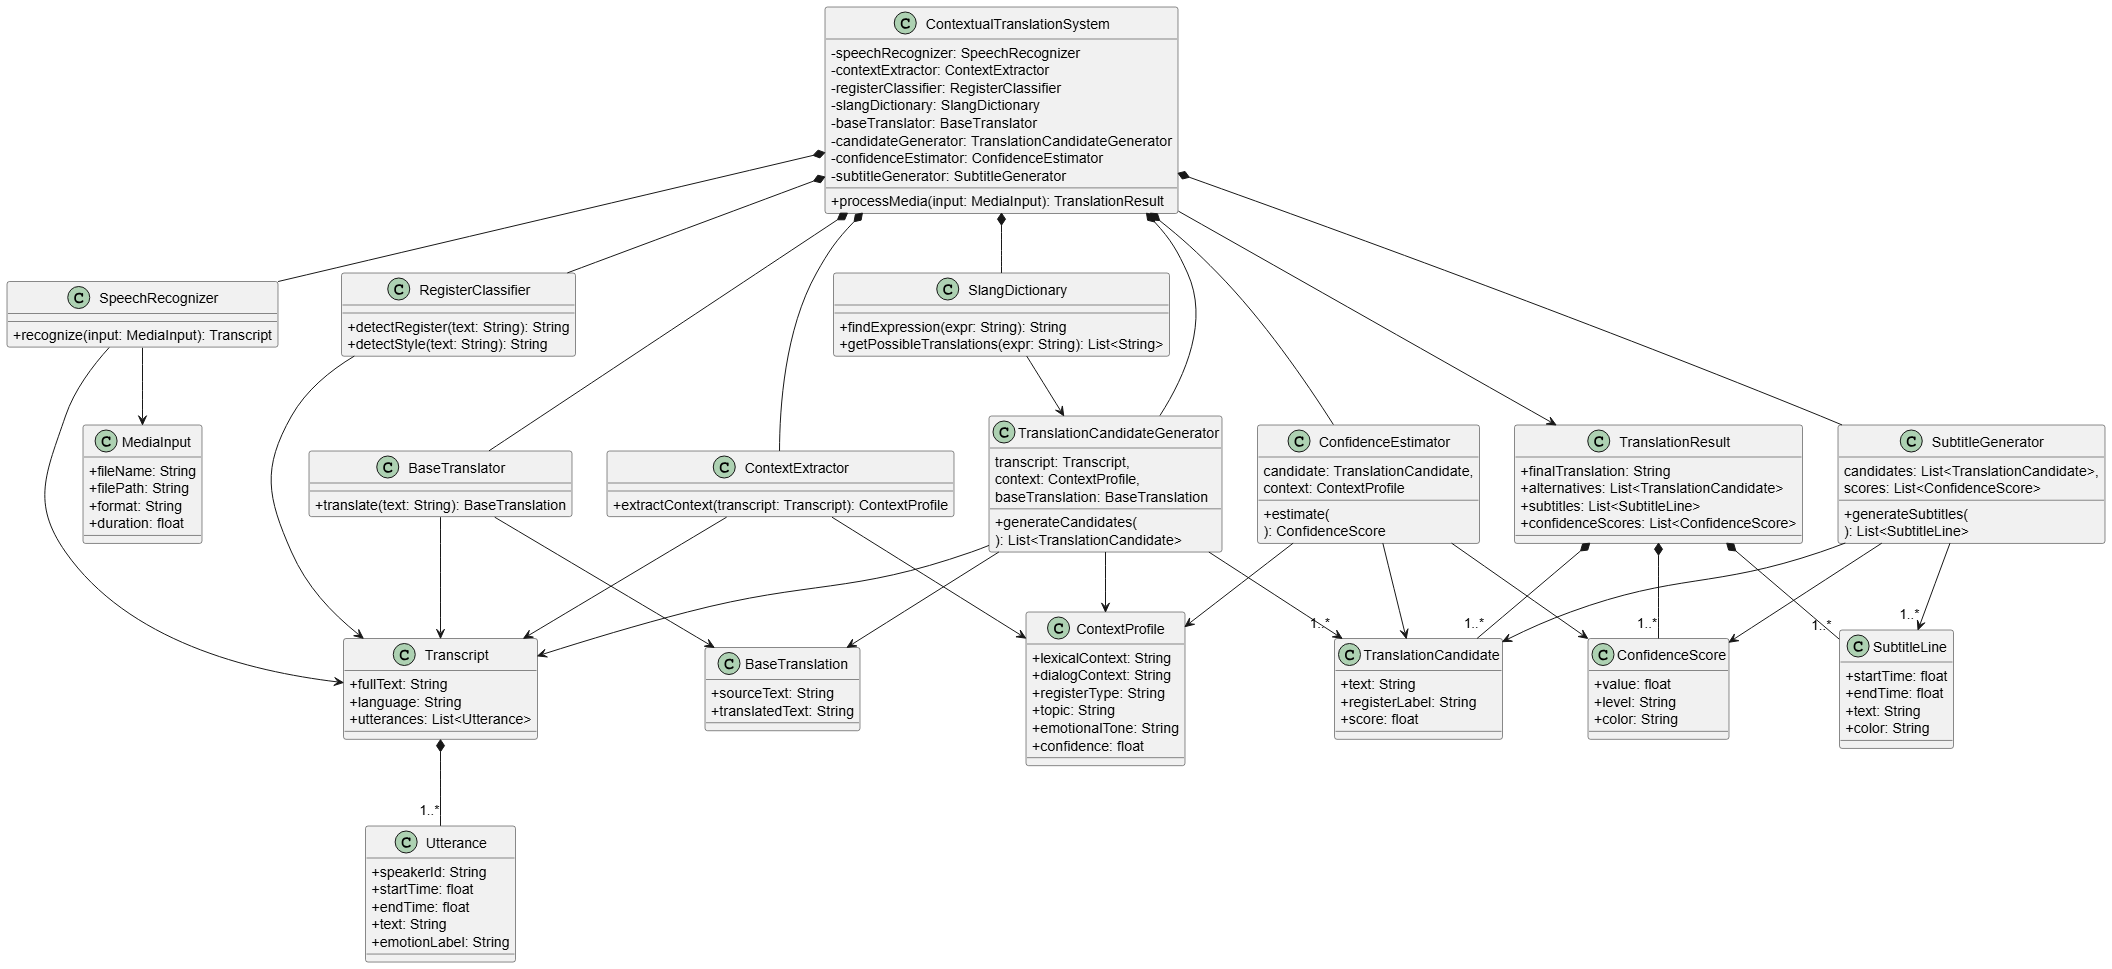 C ContextualTranslationSystem
-speechRecognizer: SpeechRecognizer
-contextExtractor: ContextExtractor
-registerClassifier: RegisterClassifier
-slangDictionary: SlangDictionary
-baseTranslator: BaseTranslator
-candidateGenerator: TranslationCandidateGenerator
-confidenceEstimator: ConfidenceEstimator
-subtitleGenerator: SubtitleGenerator
+processMedia(input: MediaInput): TranslationResult
C SpeechRecognizer
+recognize(input: MediaInput): Transcript
C RegisterClassifier
+detectRegister(text: String): String
+detectStyle(text: String): String
C SlangDictionary
+findExpression(expr: String): String
+getPossibleTranslations(expr: String): List<String>
C MediaInput
+fileName: String
+filePath: String
+format: String
+duration: float
C BaseTranslator
+translate(text: String): BaseTranslation
C ContextExtractor
+extractContext(transcript: Transcript): ContextProfile
C TranslationCandidateGenerator
transcript: Transcript,
context: ContextProfile,
baseTranslation: BaseTranslation
+generateCandidates(
): List<TranslationCandidate>
C ConfidenceEstimator
candidate: TranslationCandidate,
context: ContextProfile
+estimate(
): ConfidenceScore
C TranslationResult
+finalTranslation: String
+alternatives: List<TranslationCandidate>
+subtitles: List<SubtitleLine>
+confidenceScores: List<ConfidenceScore>
C SubtitleGenerator
candidates: List<TranslationCandidate>,
scores: List<ConfidenceScore>
+generateSubtitles(
): List<SubtitleLine>
1..*
1..*
1..*
1..*
1..*
C Transcript
+fullText: String
+language: String
+utterances: List<Utterance>
C BaseTranslation
+sourceText: String
+translatedText: String
C ContextProfile
+lexicalContext: String
+dialogContext: String
+registerType: String
+topic: String
+emotionalTone: String
+confidence: float
C TranslationCandidate
+text: String
+registerLabel: String
+score: float
C ConfidenceScore
+value: float
+level: String
+color: String
C SubtitleLine
+startTime: float
+endTime: float
+text: String
+color: String
1..*
C Utterance
+speakerId: String
+startTime: float
+endTime: float
+text: String
+emotionLabel: String